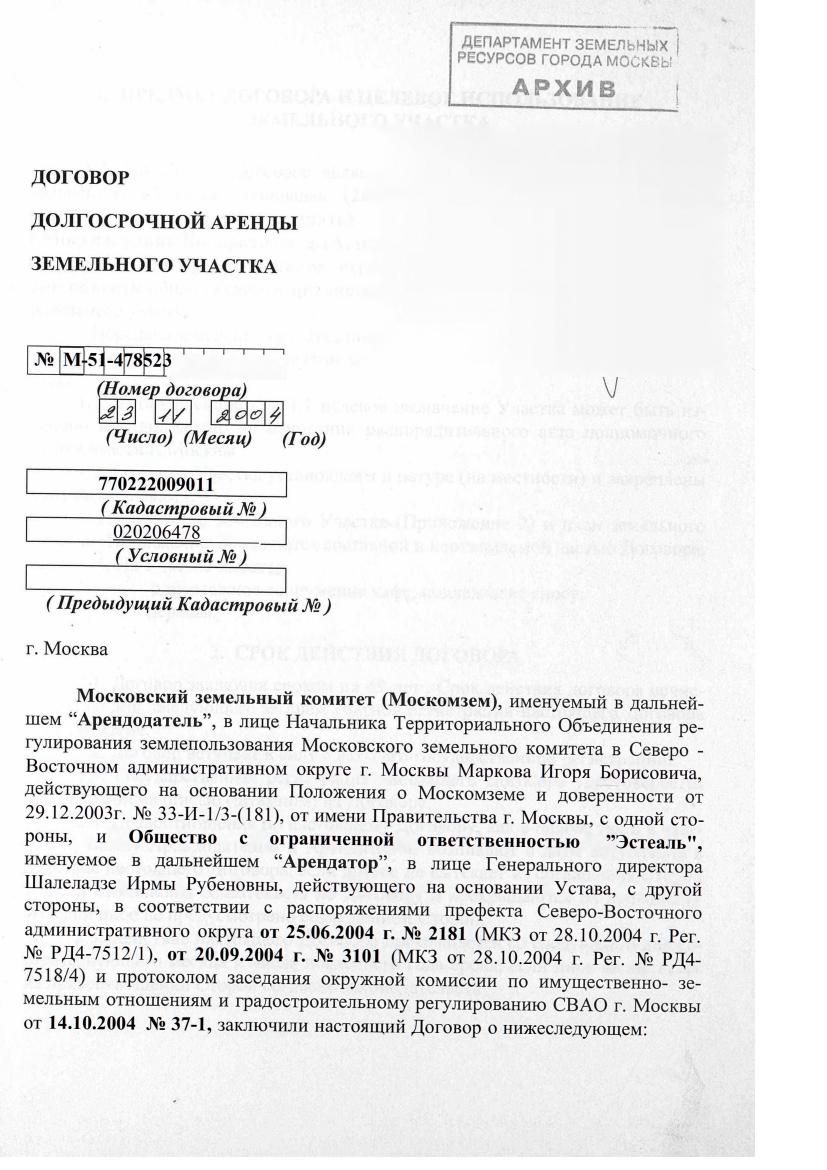 ДЕПАРТАМЕНТ ЗЕМЕЛЬНЫХ
РЕСУРСОВ ГОРОДА МОСКВЫ
АРХИВ
ДОГОВОР
ДОЛГОСРОЧНОЙ АРЕНДЫ
ЗЕМЕЛЬНОГО УЧАСТКА
№ М-51-478523
(Номер договора)
23 11 2004
(Число) (Месяц) (Год)
770222009011
( Кадастровый № )
020206478
( Условный № )
( Предыдущий Кадастровый № )
г. Москва
Московский земельный комитет (Москомзем), именуемый в дальней-
шем “Арендодатель”, в лице Начальника Территориального Объединения ре-
гулирования землепользования Московского земельного комитета в Северо -
Восточном административном округе г. Москвы Маркова Игоря Борисовича,
действующего на основании Положения о Москомземе и доверенности от
29.12.2003г. № 33-И-1/3-(181), от имени Правительства г. Москвы, с одной сто-
роны, и Общество с ограниченной ответственностью ”Эстеаль",
именуемое в дальнейшем “Арендатор”, в лице Генерального директора
Шалеладзе Ирмы Рубеновны, действующего на основании Устава, с другой
стороны, в соответствии с распоряжениями префекта Северо-Восточного
административного округа от 25.06.2004 г. № 2181 (МКЗ от 28.10.2004 г. Рег.
№ РД4-7512/1), от 20.09.2004 г. № 3101 (МКЗ от 28.10.2004 г. Рег. № РД4-
7518/4) и протоколом заседания окружной комиссии по имущественно- зе-
мельным отношениям и градостроительному регулированию СВАО г. Москвы
от 14.10.2004 № 37-1, заключили настоящий Договор о нижеследующем: